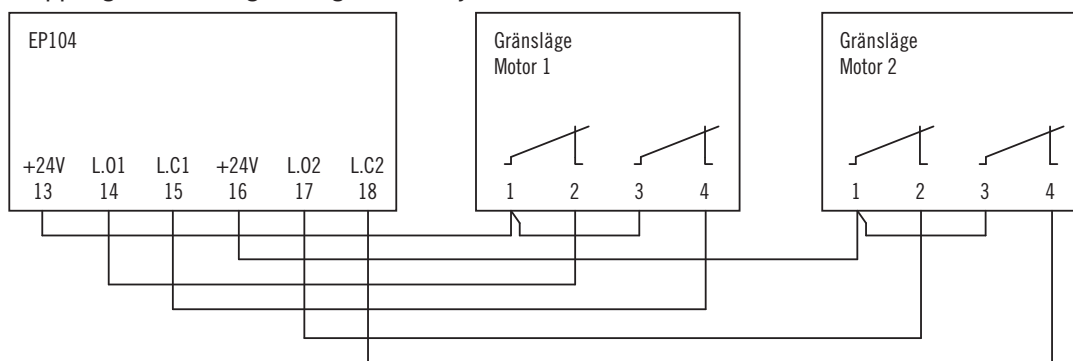 EP104
Gränsläge
Motor 1
Gränsläge
Motor 2
+24V L.O1 L.C1 +24V L.O2 L.C2
13 14 15 16 17 18
1 2 3 4
1 2 3 4